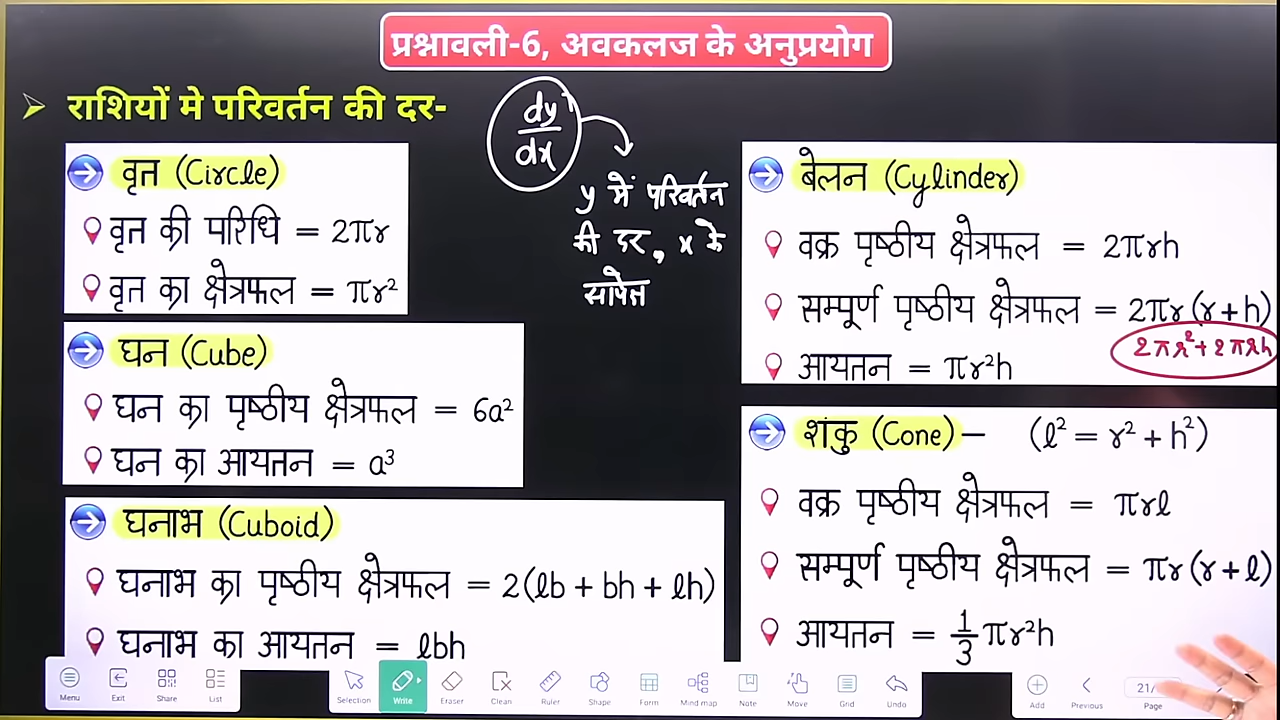 प्रश्नावली-6, अवकलज के अनुप्रयोग
राशियों मे परिवर्तन की दर-
dy/dx
y में परिवर्तन
की दर, x के
सापेक्ष
वृत्त (Circle)
वृत्त की परिधि = 2πr
वृत्त का क्षेत्रफल = πr²
घन (Cube)
घन का पृष्ठीय क्षेत्रफल = 6a²
घन का आयतन = a³
घनाभ (Cuboid)
घनाभ का पृष्ठीय क्षेत्रफल = 2(lb + bh + lh)
घनाभ का आयतन = lbh
बेलन (Cylinder)
वक्र पृष्ठीय क्षेत्रफल = 2πrh
सम्पूर्ण पृष्ठीय क्षेत्रफल = 2πr(r+h)
2πr²+2πrh
आयतन = πr²h
शंकु (Cone)— (l² = r² + h²)
वक्र पृष्ठीय क्षेत्रफल = πrl
सम्पूर्ण पृष्ठीय क्षेत्रफल = πr(r+l)
आयतन = 1/3 πr²h
Menu Exit Share List Selection Write Eraser Clean Ruler Shape Form Mind map Note Move Grid Undo Add Previous 21/